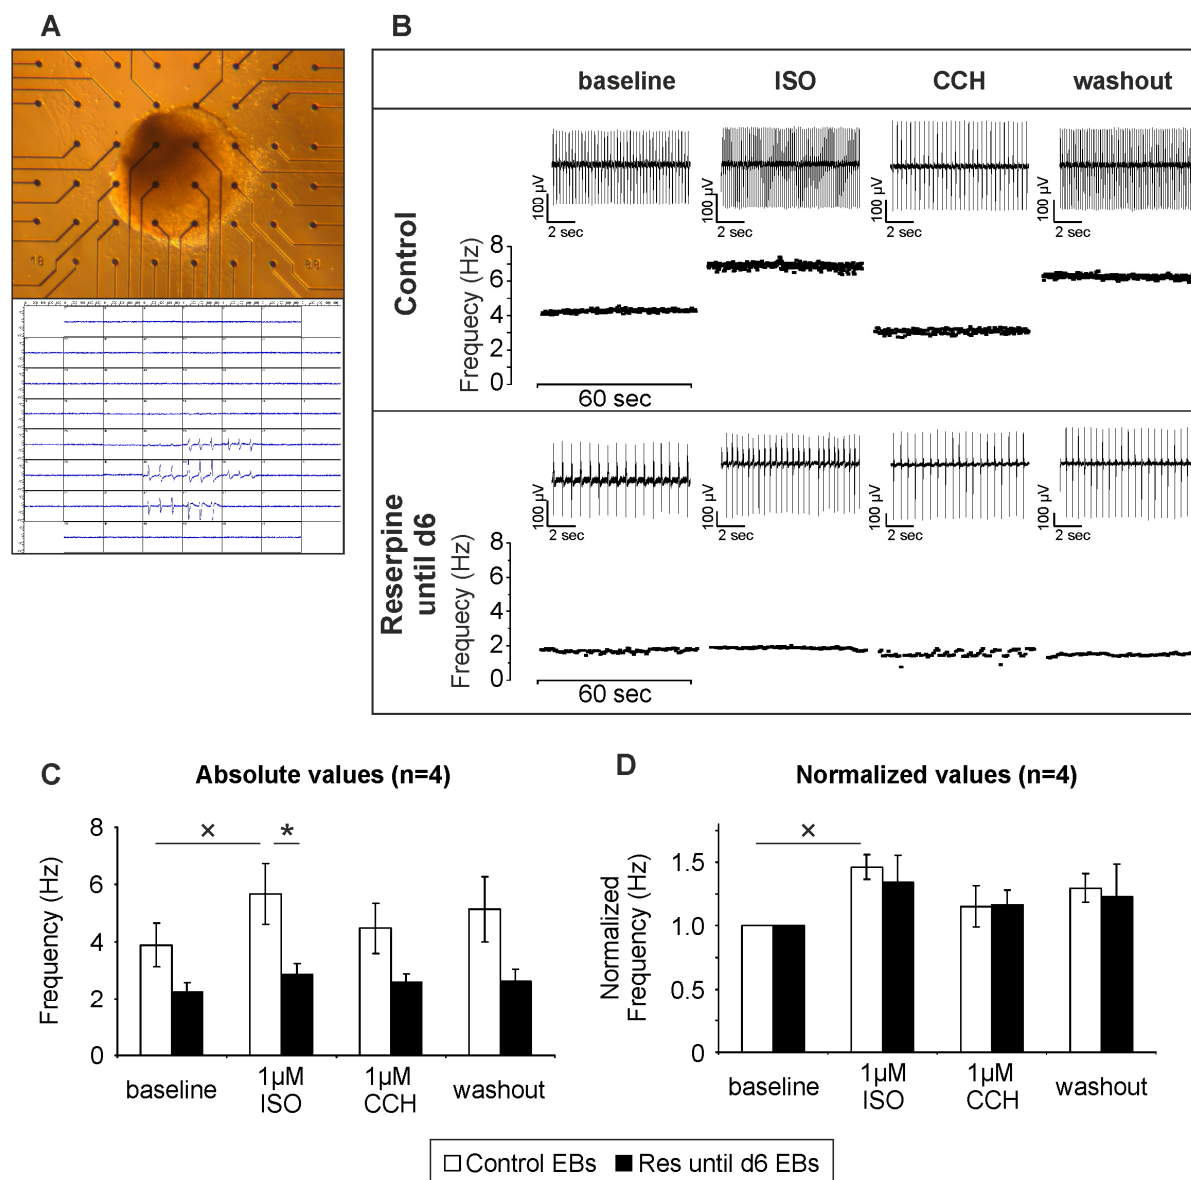 A
B
baseline ISO CCH washout
Control
100 µV
2 sec
100 µV
2 sec
100 µV
2 sec
100 µV
2 sec
Frequecy (Hz)
8
6
4
2
0
60 sec
18
Reserpine
until d6
100 µV
2 sec
100 µV
2 sec
100 µV
2 sec
100 µV
2 sec
Frequecy (Hz)
8
6
4
2
0
60 sec
C
Absolute values (n=4)
Frequency (Hz)
8
6
4
2
0
× *
baseline 1µM ISO 1µM CCH washout
D
Normalized values (n=4)
Normalized
Frequency (Hz)
1.5
1.0
0.5
0
×
baseline 1µM ISO 1µM CCH washout
Control EBs Res until d6 EBs